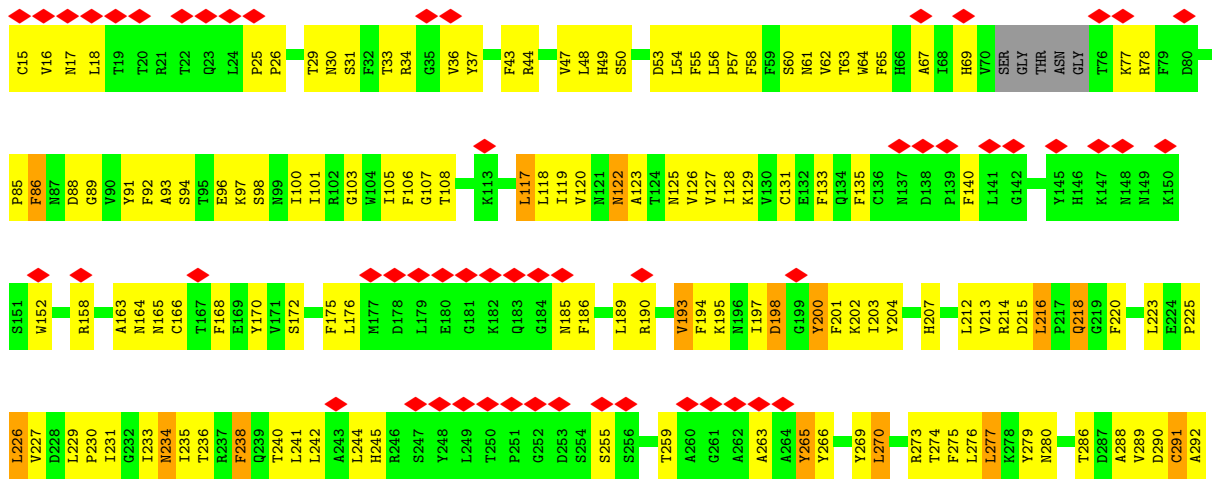 C15 V16 N17 L18 T19 T20 R21 T22 Q23 L24 P25 P26 T29 N30 S31 F32 T33 R34 G35 V36 Y37 F43 R44 V47 L48 H49 S50 D53 L54 F55 L56 P57 F58 F59 S60 N61 V62 T63 W64 F65 H66 A67 I68 H69 V70 SER GLY THR ASN GLY T76 K77 R78 F79 D80
P85 F86 N87 D88 G89 V90 Y91 F92 A93 S94 T95 E96 K97 S98 N99 I100 I101 R102 G103 W104 I105 F106 G107 T108 K113 L117 L118 I119 V120 N121 N122 A123 T124 N125 V126 V127 I128 K129 V130 C131 E132 F133 Q134 F135 C136 N137 D138 P139 F140 L141 G142 Y145 H146 K147 N148 N149 K150
S151 W152 R158 A163 N164 N165 C166 T167 F168 E169 Y170 V171 S172 F175 L176 M177 D178 L179 E180 G181 K182 Q183 G184 N185 F186 L189 R190 V193 F194 K195 N196 I197 D198 G199 Y200 F201 K202 I203 Y204 H207 L212 V213 R214 D215 L216 P217 Q218 G219 F220 L223 E224 P225
L226 V227 D228 L229 P230 I231 G232 I233 N234 I235 T236 R237 F238 Q239 T240 L241 L242 A243 L244 H245 R246 S247 Y248 L249 T250 P251 G252 D253 S254 S255 S256 T259 A260 G261 A262 A263 A264 Y265 Y266 Y269 L270 R273 T274 F275 L276 L277 K278 Y279 N280 T286 D287 A288 V289 D290 C291 A292